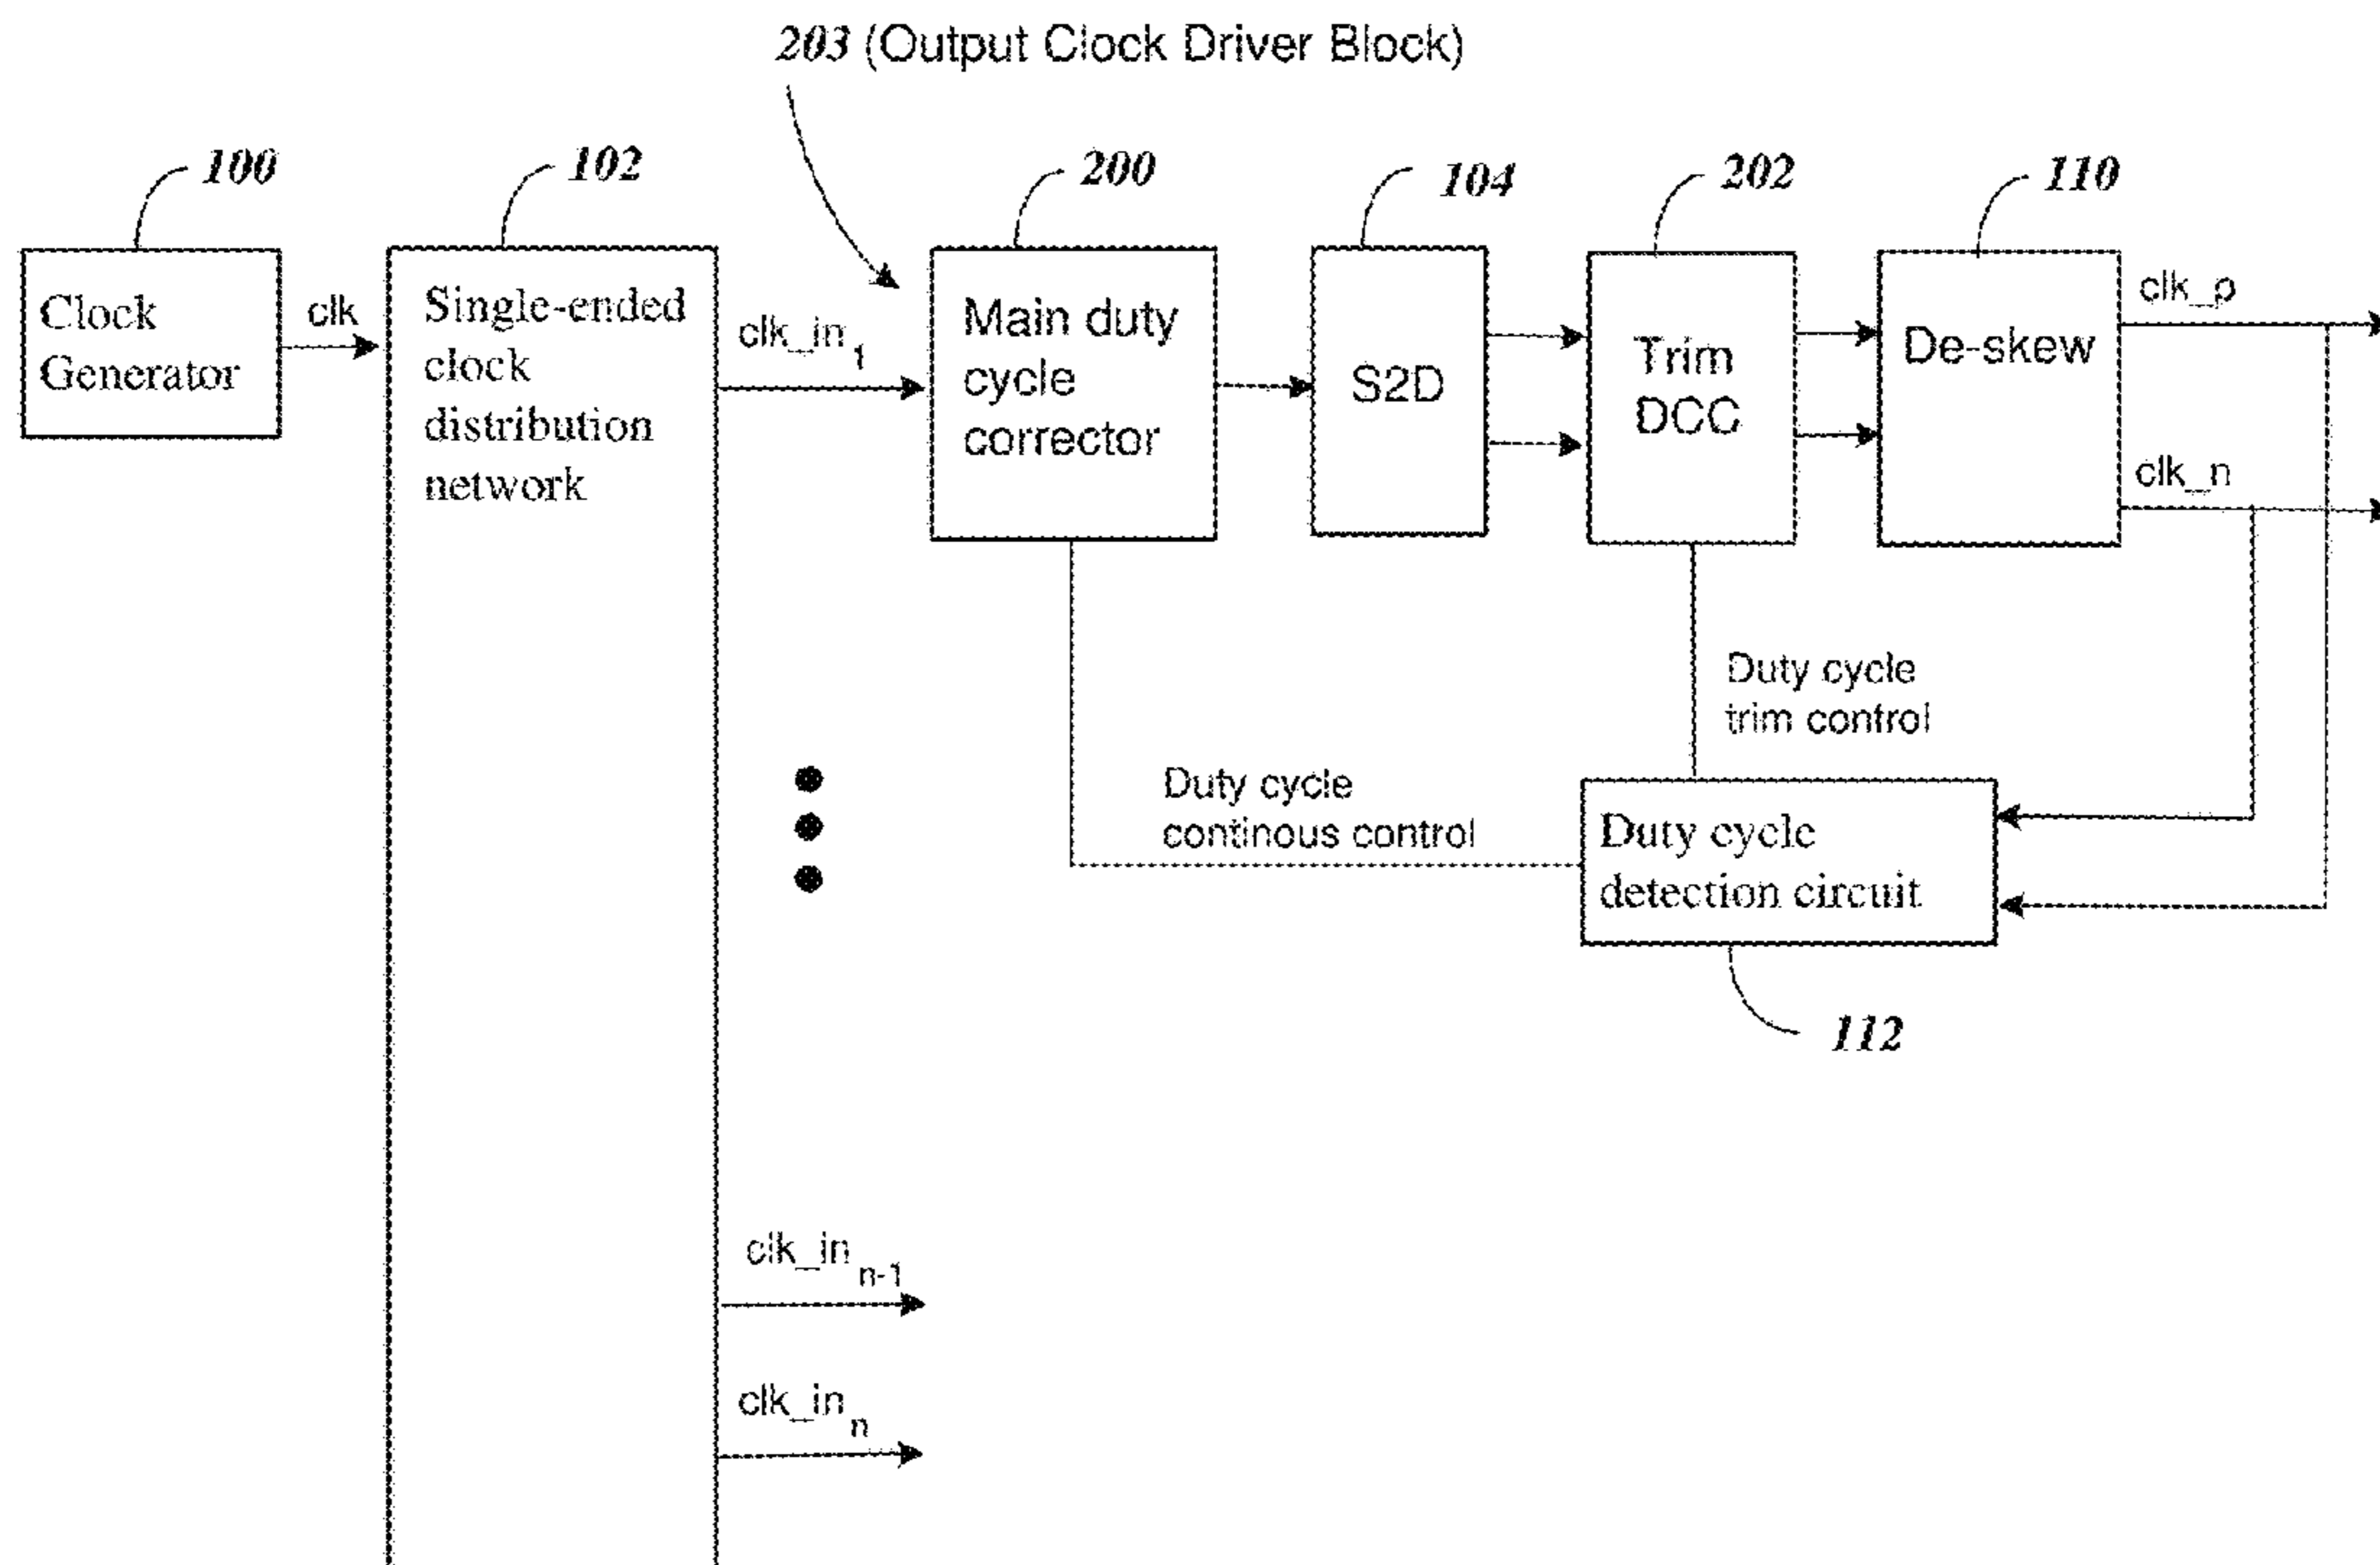 203 (Output Clock Driver Block)
100
102
200
104
202
110
Clock
Generator
clk
Single-ended
clock
distribution
network
clk_in1
Main duty
cycle
corrector
S2D
Trim
DCC
De-skew
clk_p
clk_n
Duty cycle
trim control
Duty cycle
continous control
Duty cycle
detection circuit
112
clk_inn-1
clk_inn